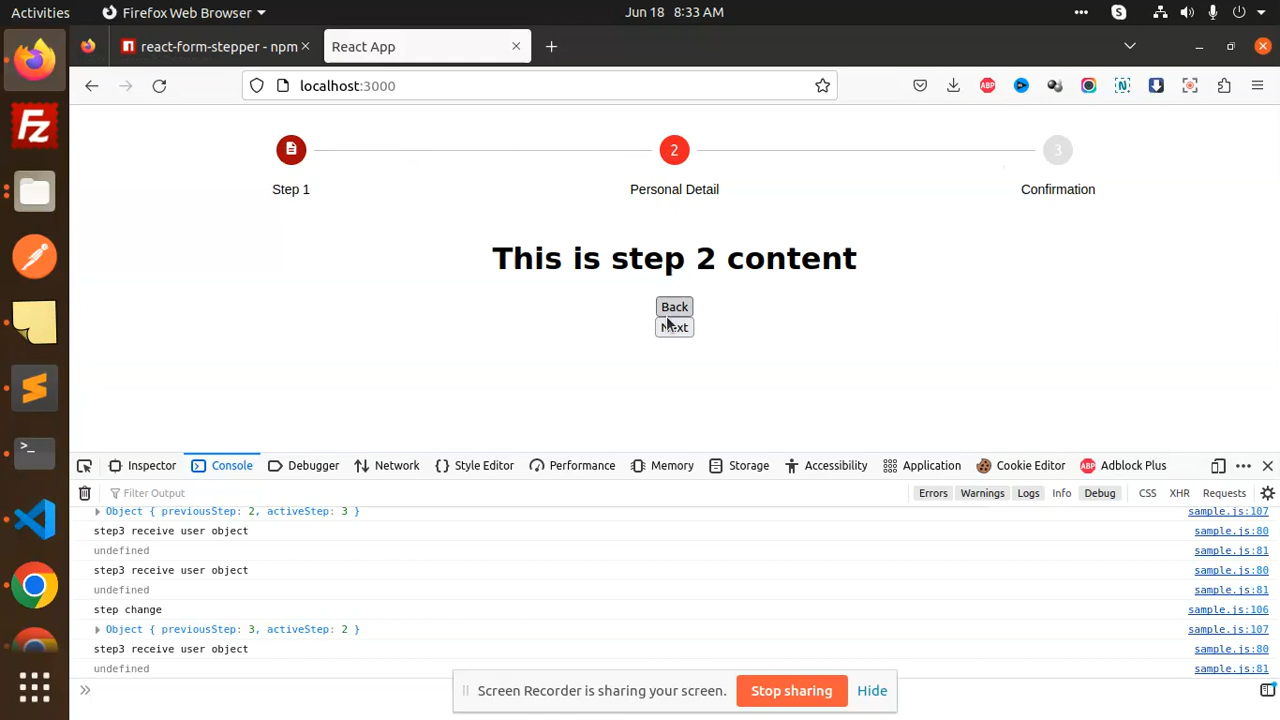 Activities
Firefox Web Browser
Jun 18 8:33 AM
react-form-stepper - npm
React App
localhost:3000
2
3
Step 1
Personal Detail
Confirmation
This is step 2 content
Back
Next
Inspector
Console
Debugger
Network
Style Editor
Performance
Memory
Storage
Accessibility
Application
Cookie Editor
Adblock Plus
Filter Output
Errors
Warnings
Logs
Info
Debug
CSS
XHR
Requests
Object { previousStep: 2, activeStep: 3 } sample.js:107
step3 receive user object sample.js:80
undefined sample.js:81
step3 receive user object sample.js:80
undefined sample.js:81
step change sample.js:106
Object { previousStep: 3, activeStep: 2 } sample.js:107
step3 receive user object sample.js:80
undefined sample.js:81
Screen Recorder is sharing your screen.
Stop sharing
Hide